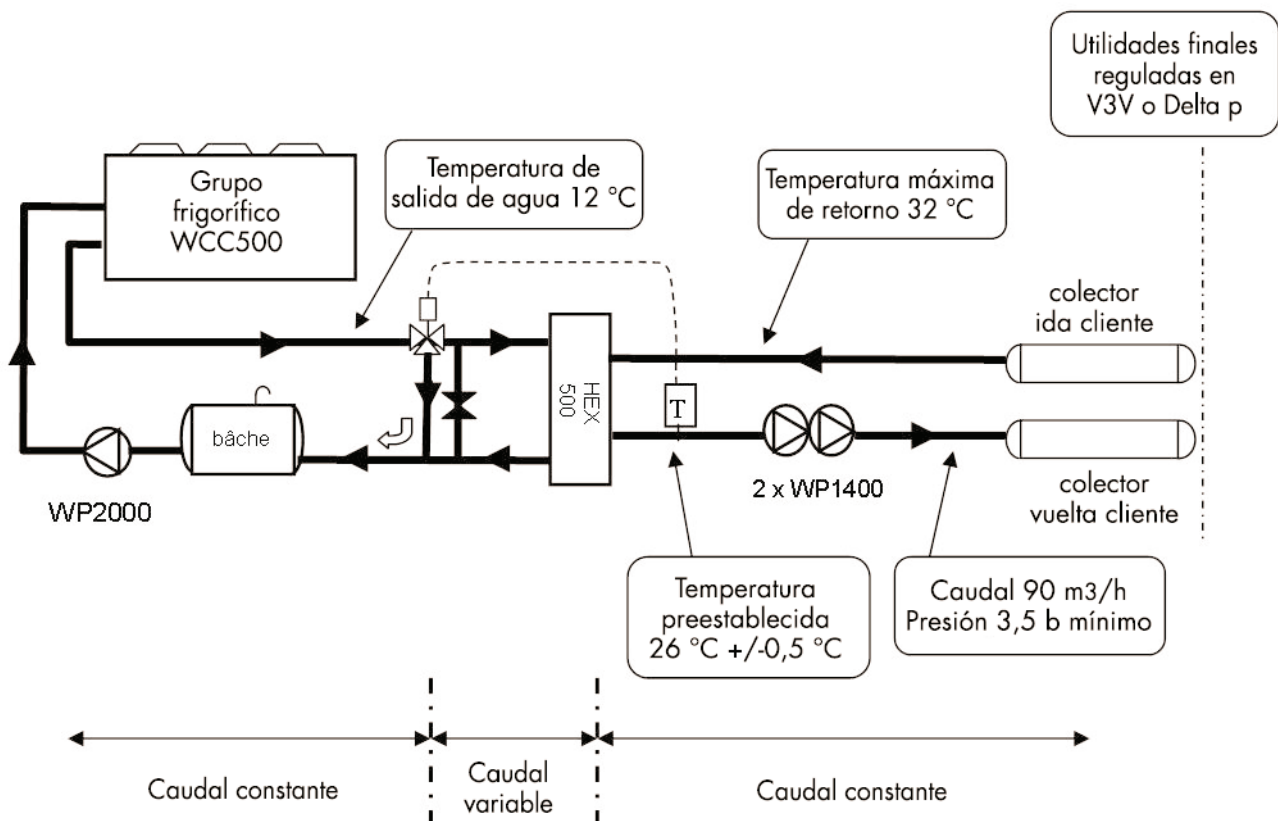 Utilidades finales
reguladas en
V3V o Delta p
Grupo
frigorífico
WCC500
Temperatura de
salida de agua 12 °C
Temperatura máxima
de retorno 32 °C
colector
ida cliente
HEX
500
T
bâche
WP2000
2 x WP1400
colector
vuelta cliente
Temperatura
preestablecida
26 °C +/-0,5 °C
Caudal 90 m3/h
Presión 3,5 b mínimo
Caudal constante
Caudal
variable
Caudal constante